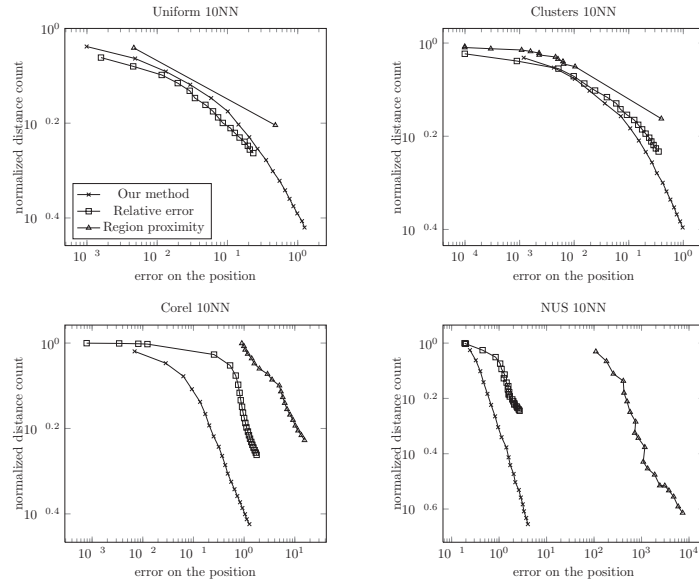 Uniform 10NN
normalized distance count
10 0
10 0.2
10 0.4
Our method
Relative error
Region proximity
10 3
10 2
10 1
10 0
error on the position
Clusters 10NN
normalized distance count
10 0
10 0.2
10 0.4
10 4
10 3
10 2
10 1
10 0
error on the position
Corel 10NN
normalized distance count
10 0
10 0.2
10 0.4
10 3
10 2
10 1
10 0
10 1
error on the position
NUS 10NN
normalized distance count
10 0
10 0.2
10 0.4
10 0.6
10 1
10 0
10 1
10 2
10 3
10 4
error on the position